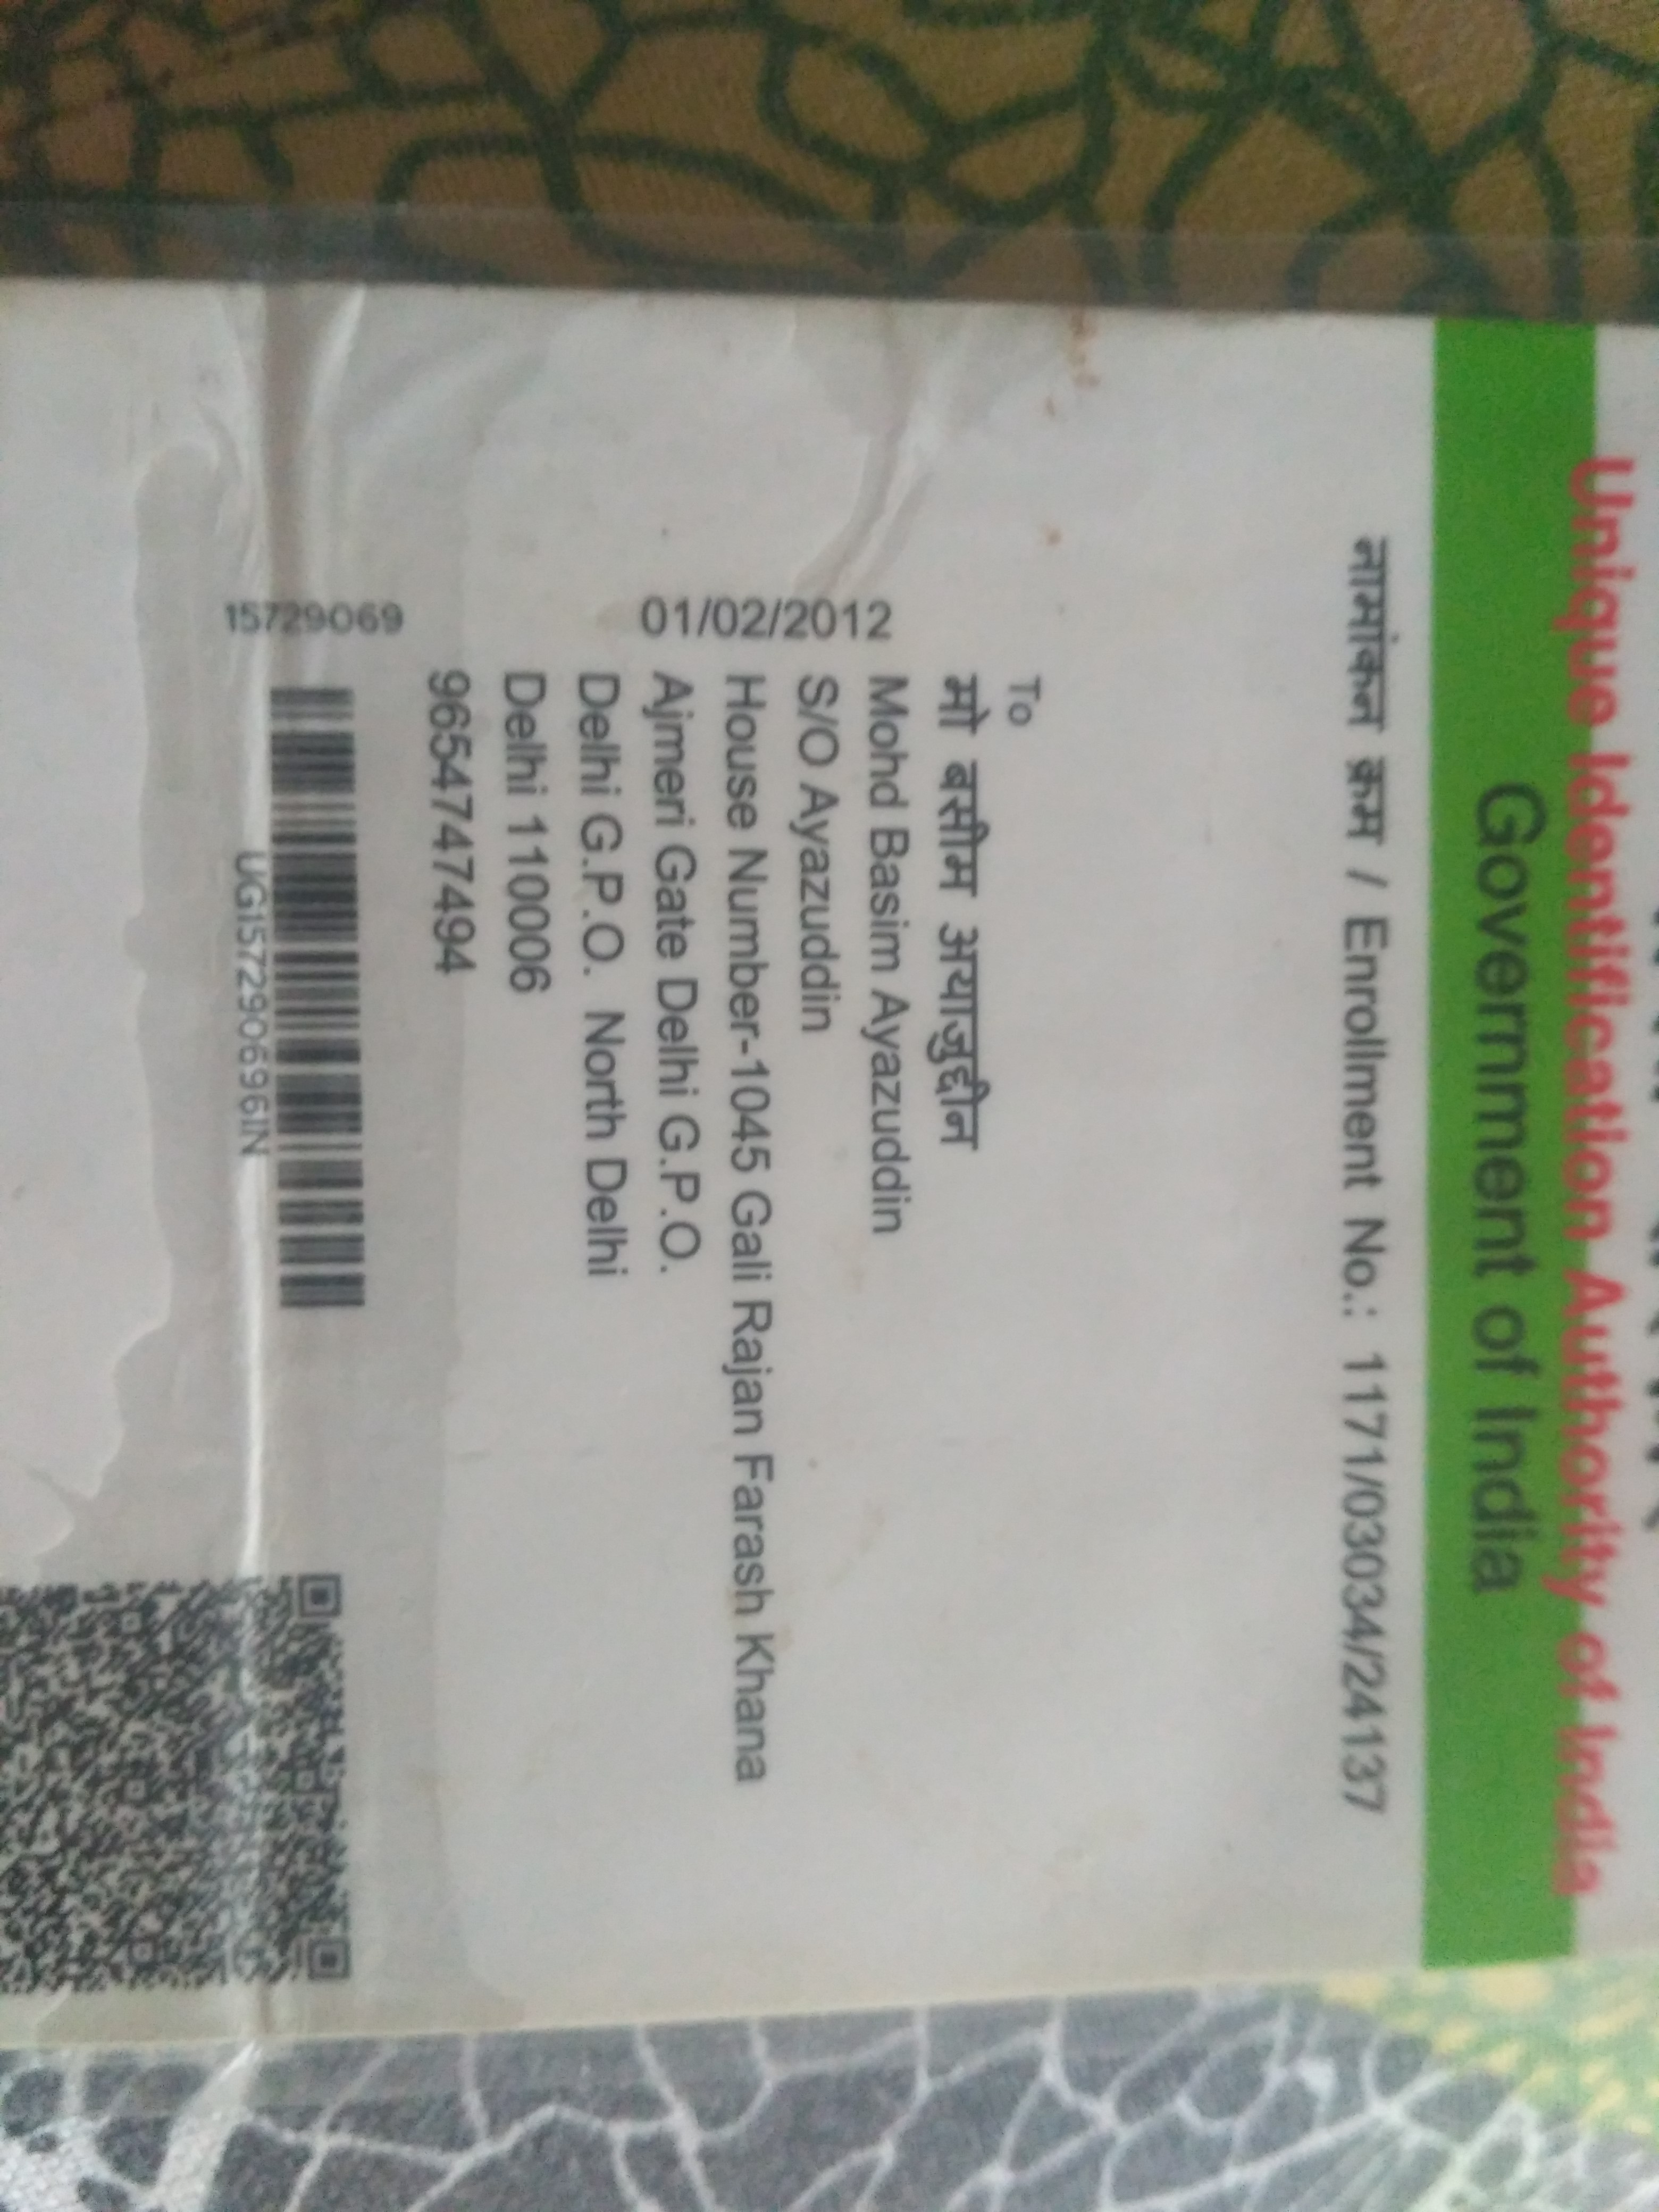 Unique Identification Authority of India
Government of India
नामांकन क्रम / Enrollment No.: 1171/03034/24137
To
मो बसीम अयाजुद्दीन
Mohd Basim Ayazuddin
S/O Ayazuddin
House Number-1045 Gali Rajan Farash Khana
Ajmeri Gate Delhi G.P.O.
Delhi G.P.O. North Delhi
Delhi 110006
9654747494
01/02/2012
15729069
UG157290696IN